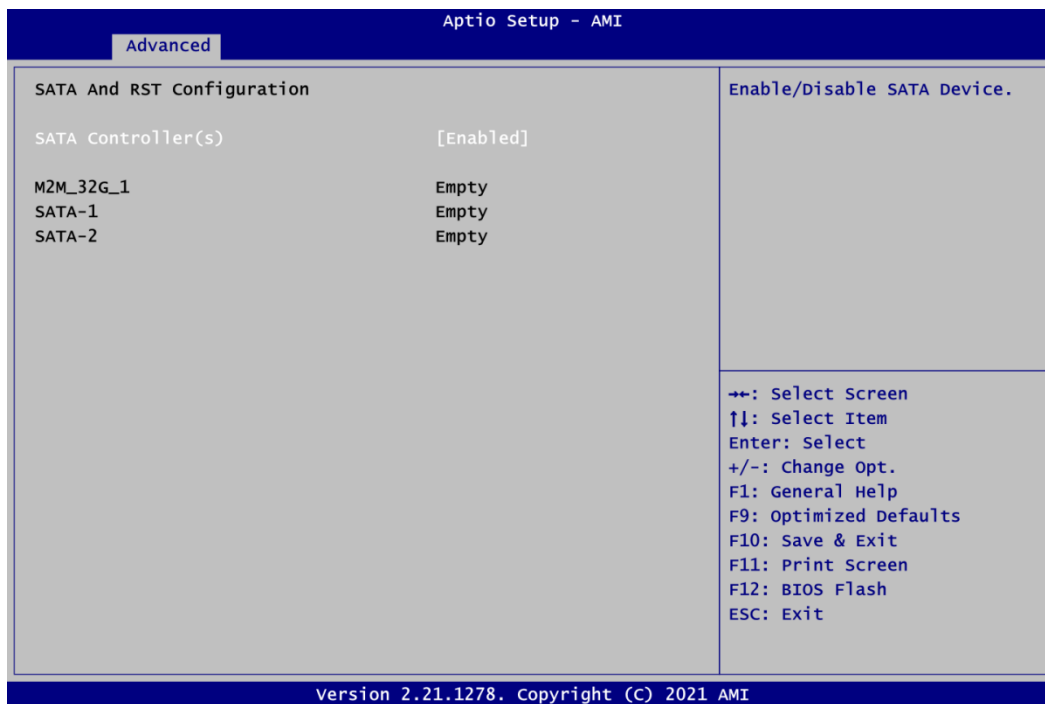 Aptio Setup - AMI
Advanced
SATA And RST Configuration
SATA Controller(s) [Enabled]
M2M_32G_1 Empty
SATA-1 Empty
SATA-2 Empty
Enable/Disable SATA Device.
→←: Select Screen
↑↓: Select Item
Enter: Select
+/-: Change Opt.
F1: General Help
F9: Optimized Defaults
F10: Save & Exit
F11: Print Screen
F12: BIOS Flash
ESC: Exit
Version 2.21.1278. Copyright (C) 2021 AMI